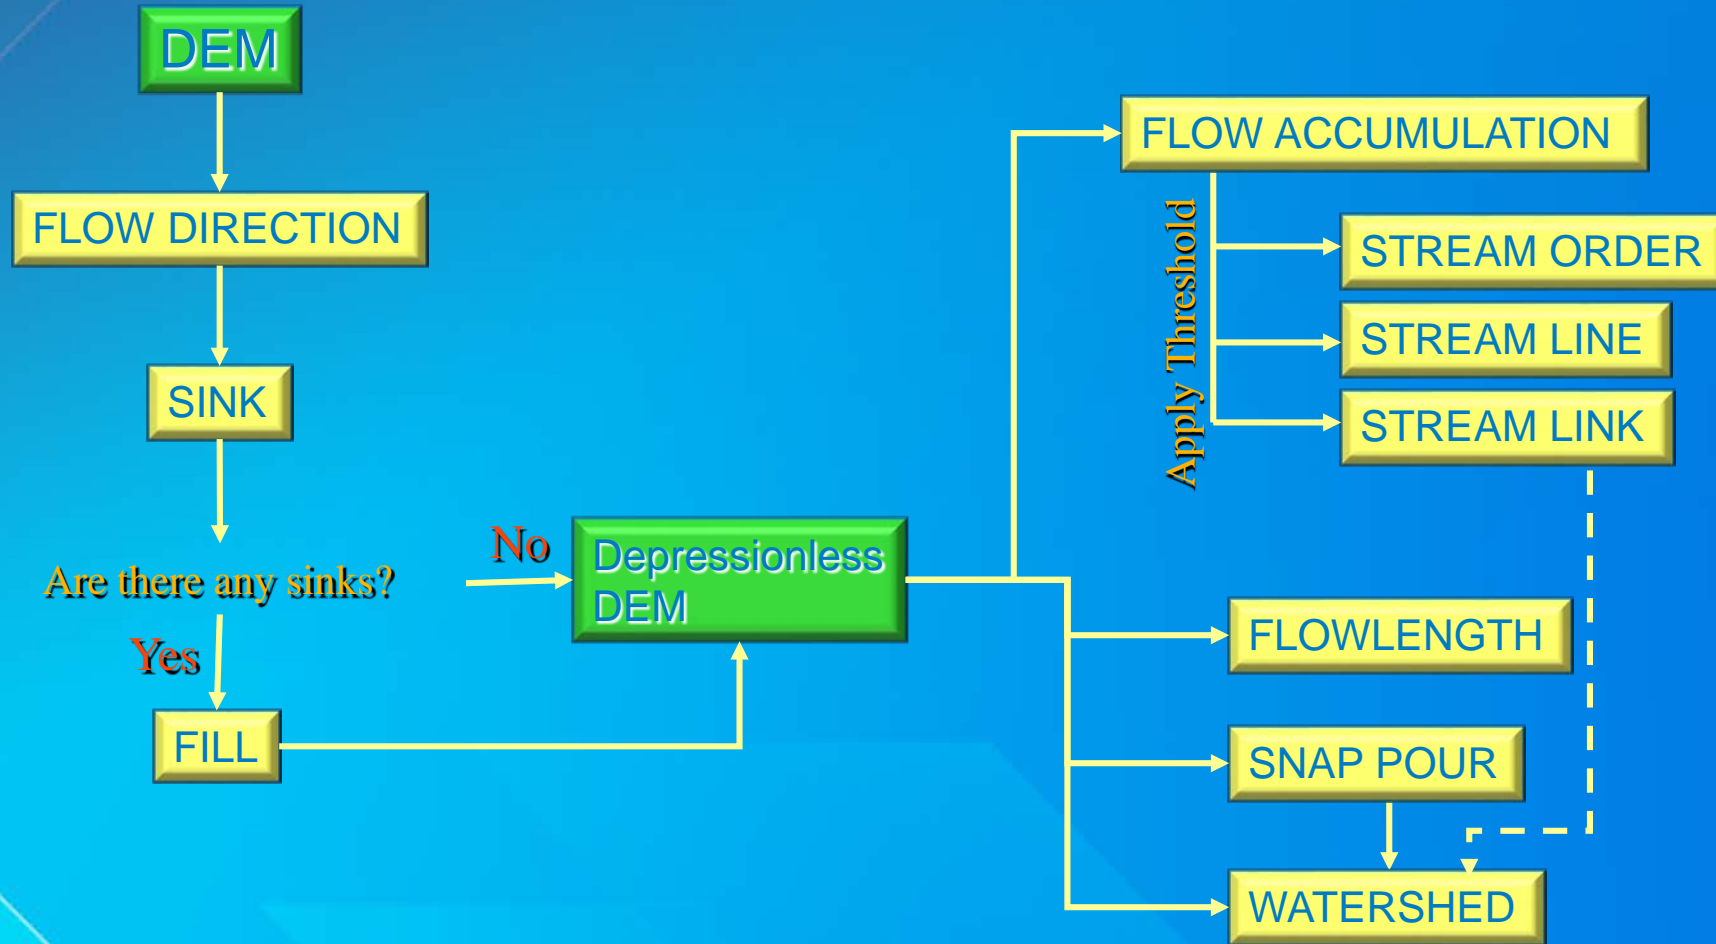 DEM
FLOW DIRECTION
SINK
Are there any sinks?
Yes
No
FILL
Depressionless
DEM
FLOW ACCUMULATION
Apply Threshold
STREAM ORDER
STREAM LINE
STREAM LINK
FLOWLENGTH
SNAP POUR
WATERSHED